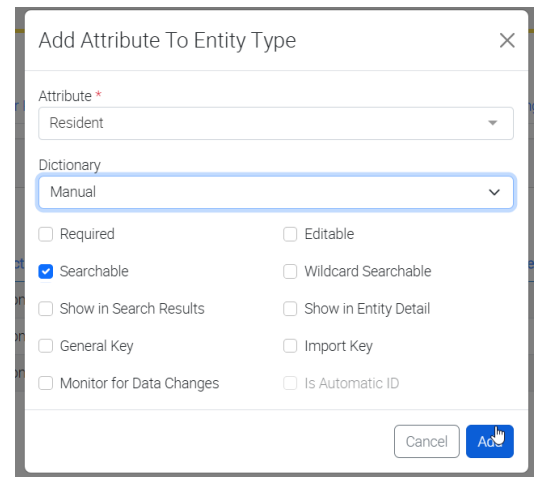 Add Attribute To Entity Type
Attribute *
Resident
Dictionary
Manual
Required Editable
Searchable Wildcard Searchable
Show in Search Results Show in Entity Detail
General Key Import Key
Monitor for Data Changes Is Automatic ID
Cancel Add